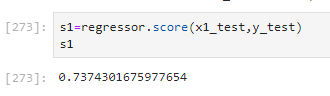 [273]: s1=regressor.score(x1_test,y_test)
s1
[273]: 0.7374301675977654